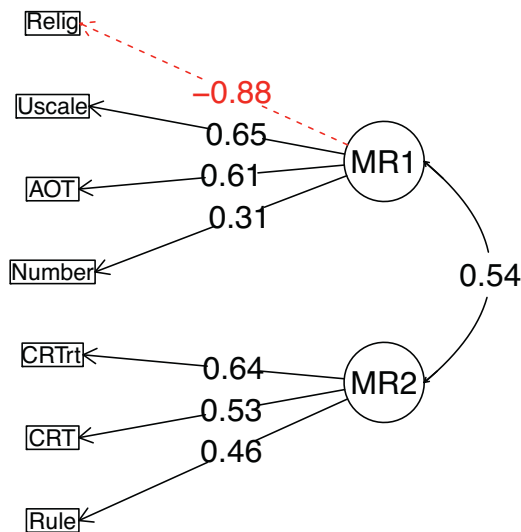 Relig
−0.88
Uscale
0.65
MR1
AOT
0.61
0.31
Number
0.54
CRTrt
0.64
MR2
CRT
0.53
0.46
Rule